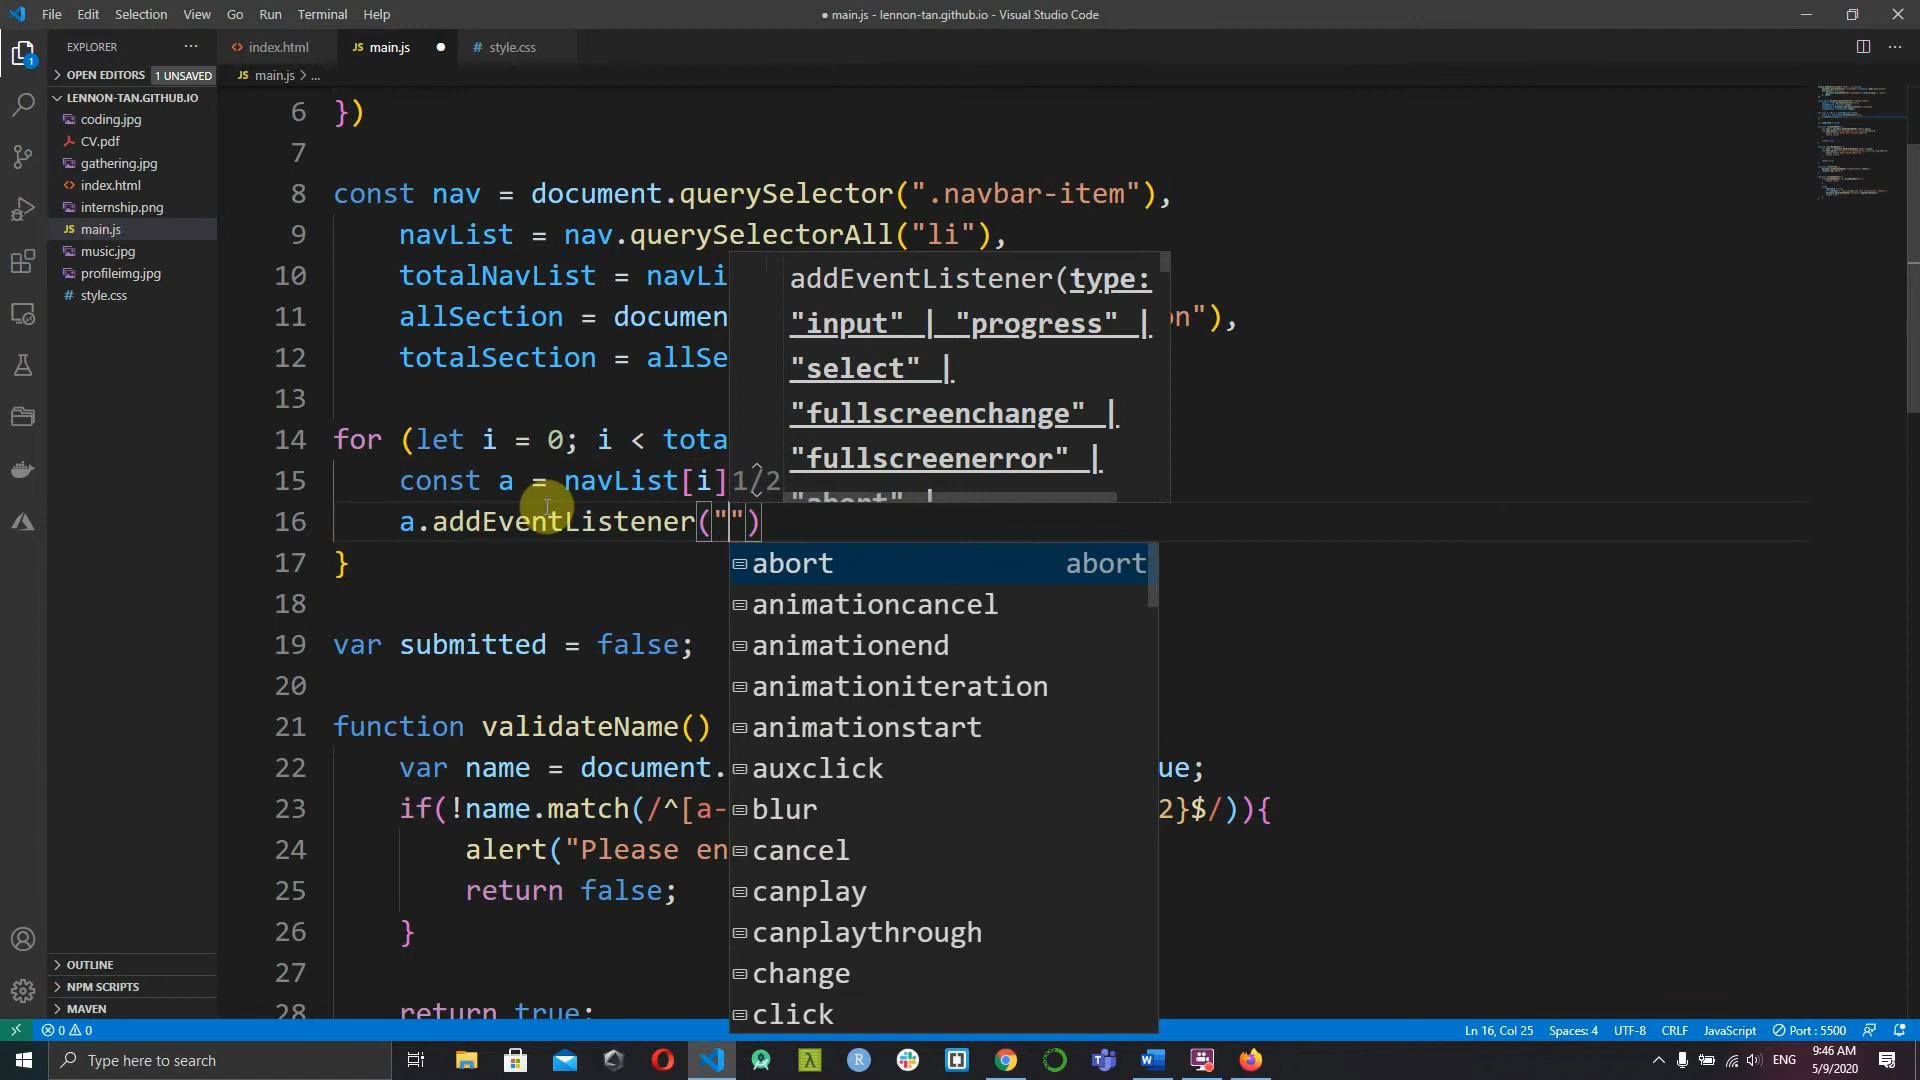 File Edit Selection View Go Run Terminal Help
● main.js - lennon-tan.github.io - Visual Studio Code
EXPLORER
OPEN EDITORS 1 UNSAVED
LENNON-TAN.GITHUB.IO
coding.jpg
CV.pdf
gathering.jpg
index.html
internship.png
JS main.js
music.jpg
profileimg.jpg
style.css
OUTLINE
NPM SCRIPTS
MAVEN
1
index.html
JS main.js ●
style.css
JS main.js > ...
6 })
7
8 const nav = document.querySelector(".navbar-item"),
9 navList = nav.querySelectorAll("li"),
10 totalNavList = navLi
11 allSection = documen on"),
12 totalSection = allSe
13
14 for (let i = 0; i < tota
15 const a = navList[i]
16 a.addEventListener("")
17 }
18
19 var submitted = false;
20
21 function validateName()
22 var name = document. ue;
23 if(!name.match(/^[a- 2}$/)){
24 alert("Please en
25 return false;
26 }
27
28 return true;
1/2
addEventListener(type:
"input" | "progress" |
"select" |
"fullscreenchange" |
"fullscreenerror" |
"abort" |
abort abort
animationcancel
animationend
animationiteration
animationstart
auxclick
blur
cancel
canplay
canplaythrough
change
click
0 0
Ln 16, Col 25 Spaces: 4 UTF-8 CRLF JavaScript Port : 5500
Type here to search
ENG
9:46 AM
5/9/2020